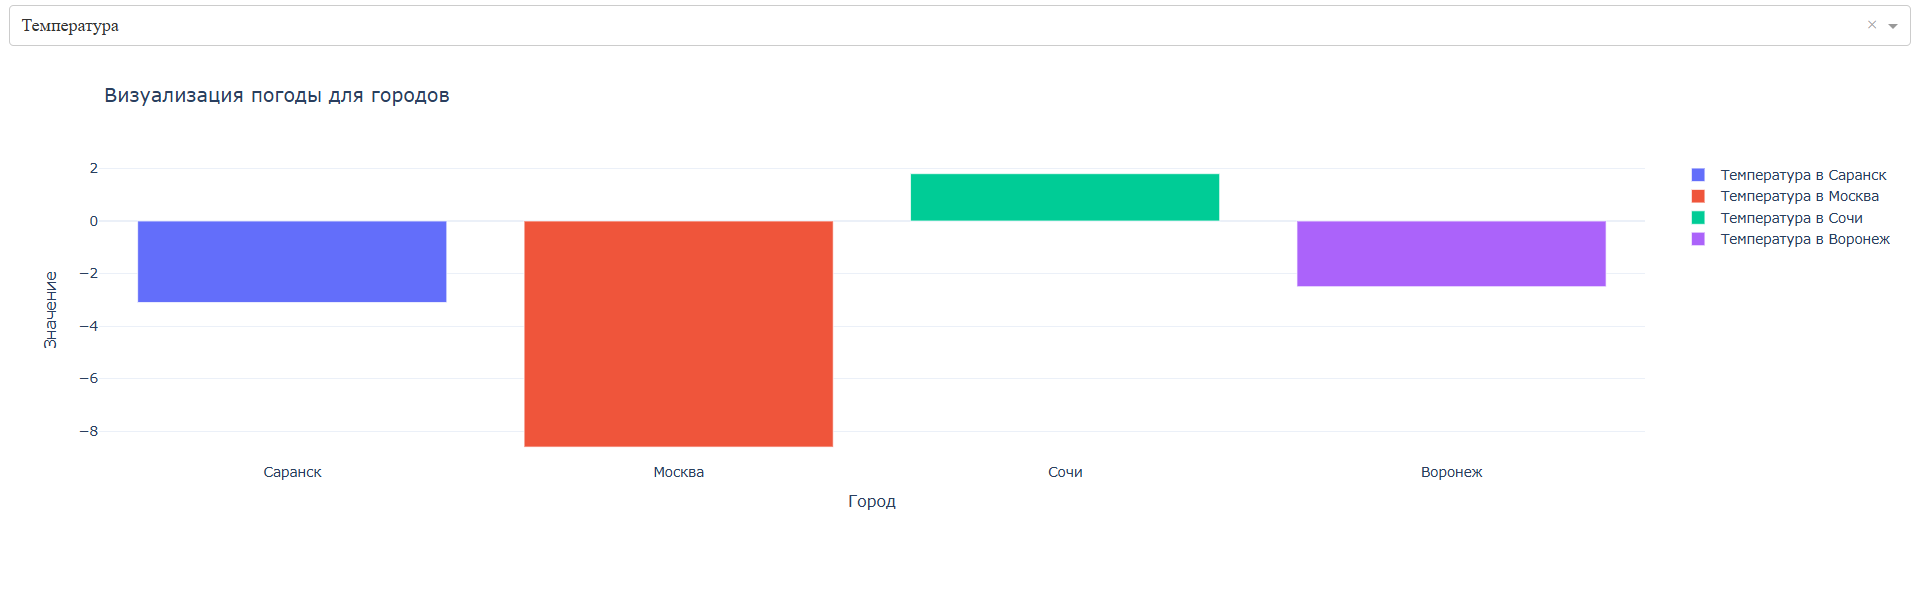 Температура
Визуализация погоды для городов
2
0
−2
−4
−6
−8
Значение
Саранск
Москва
Сочи
Воронеж
Город
Температура в Саранск
Температура в Москва
Температура в Сочи
Температура в Воронеж